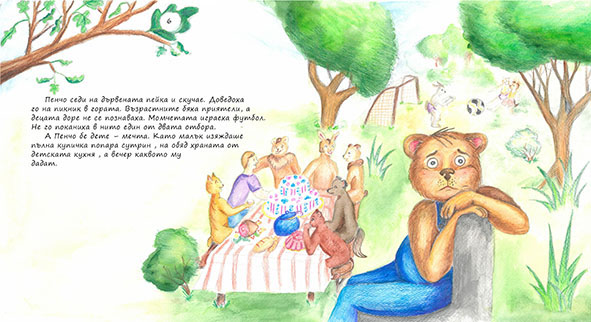 Пенчо седи на дървената пейка и скучае. Доведоха
го на пикник в гората. Възрастните бяха приятели, а
децата доре не се познаваха. Момчетата играеха футбол.
Не го поканиха в нито един от двата отбора.
А Пенчо бе дете – мечта. Като малък изяждаше
пълна купичка попара сутрин , на обяд храната от
детската кухня , а вечер каквото му
дадат.